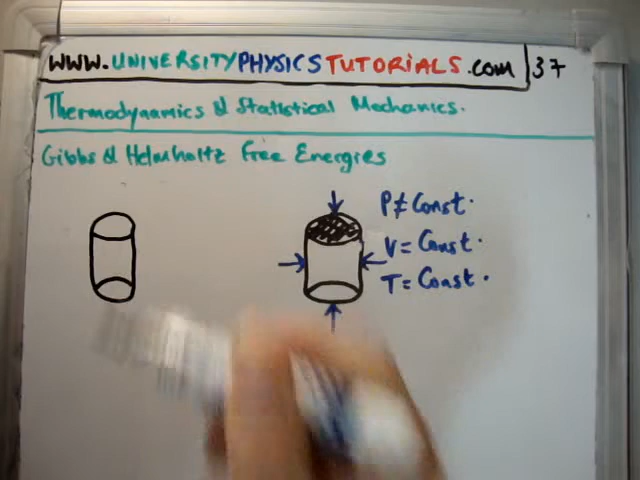 WWW.UNIVERSITYPHYSICSTUTORIALS.COM 37
Thermodynamics & Statistical Mechanics.
Gibbs & Helmholtz Free Energies
P≠Const.
V=Const.
T=Const.